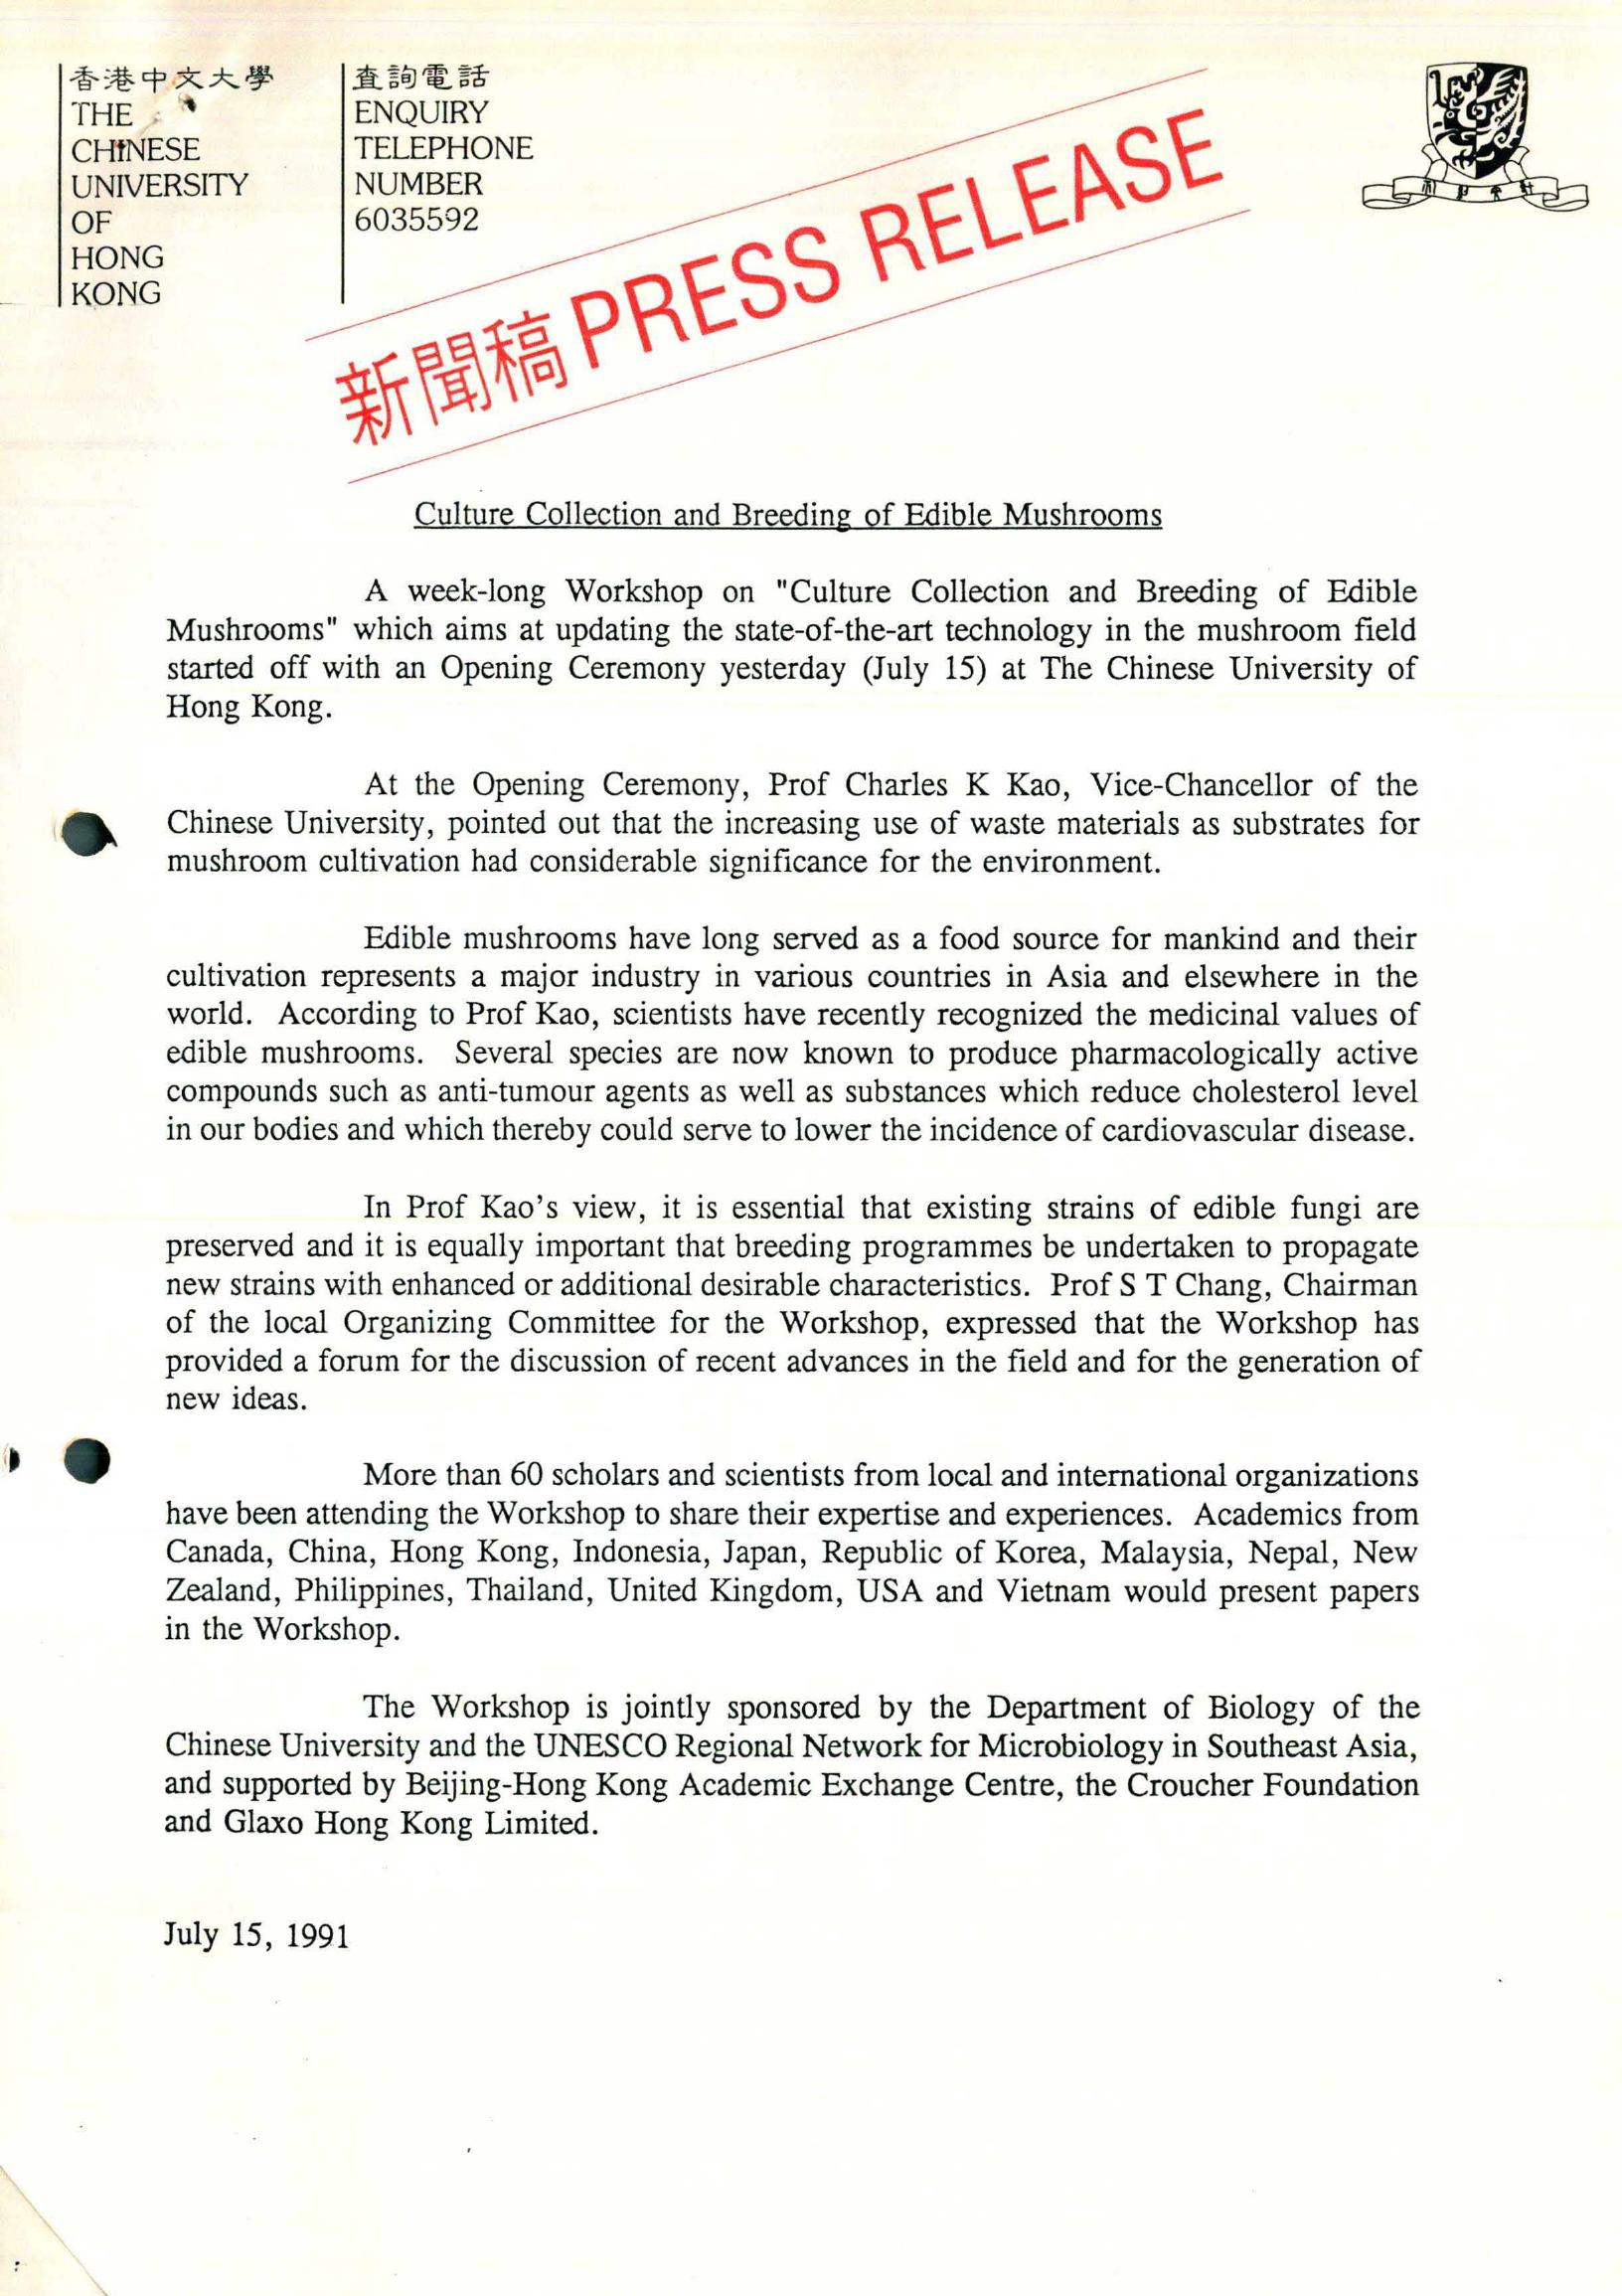 香港中文大學
THE
CHINESE
UNIVERSITY
OF
HONG
KONG
查詢電話
ENQUIRY
TELEPHONE
NUMBER
6035592
新聞稿 PRESS RELEASE
Culture Collection and Breeding of Edible Mushrooms
A week-long Workshop on "Culture Collection and Breeding of Edible
Mushrooms" which aims at updating the state-of-the-art technology in the mushroom field
started off with an Opening Ceremony yesterday (July 15) at The Chinese University of
Hong Kong.
At the Opening Ceremony, Prof Charles K Kao, Vice-Chancellor of the
Chinese University, pointed out that the increasing use of waste materials as substrates for
mushroom cultivation had considerable significance for the environment.
Edible mushrooms have long served as a food source for mankind and their
cultivation represents a major industry in various countries in Asia and elsewhere in the
world. According to Prof Kao, scientists have recently recognized the medicinal values of
edible mushrooms. Several species are now known to produce pharmacologically active
compounds such as anti-tumour agents as well as substances which reduce cholesterol level
in our bodies and which thereby could serve to lower the incidence of cardiovascular disease.
In Prof Kao's view, it is essential that existing strains of edible fungi are
preserved and it is equally important that breeding programmes be undertaken to propagate
new strains with enhanced or additional desirable characteristics. Prof S T Chang, Chairman
of the local Organizing Committee for the Workshop, expressed that the Workshop has
provided a forum for the discussion of recent advances in the field and for the generation of
new ideas.
More than 60 scholars and scientists from local and international organizations
have been attending the Workshop to share their expertise and experiences. Academics from
Canada, China, Hong Kong, Indonesia, Japan, Republic of Korea, Malaysia, Nepal, New
Zealand, Philippines, Thailand, United Kingdom, USA and Vietnam would present papers
in the Workshop.
The Workshop is jointly sponsored by the Department of Biology of the
Chinese University and the UNESCO Regional Network for Microbiology in Southeast Asia,
and supported by Beijing-Hong Kong Academic Exchange Centre, the Croucher Foundation
and Glaxo Hong Kong Limited.
July 15, 1991